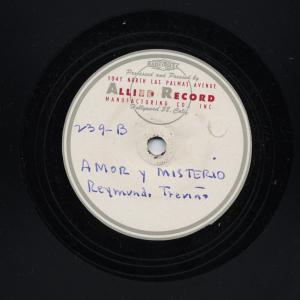 Processed and Pressed by
1041 NORTH LAS PALMAS AVENUE
ALLIED RECORD
MANUFACTURING CO., INC.
Hollywood 38, Calif.
239-B
AMOR y MISTERIO
Reymundo Treviño